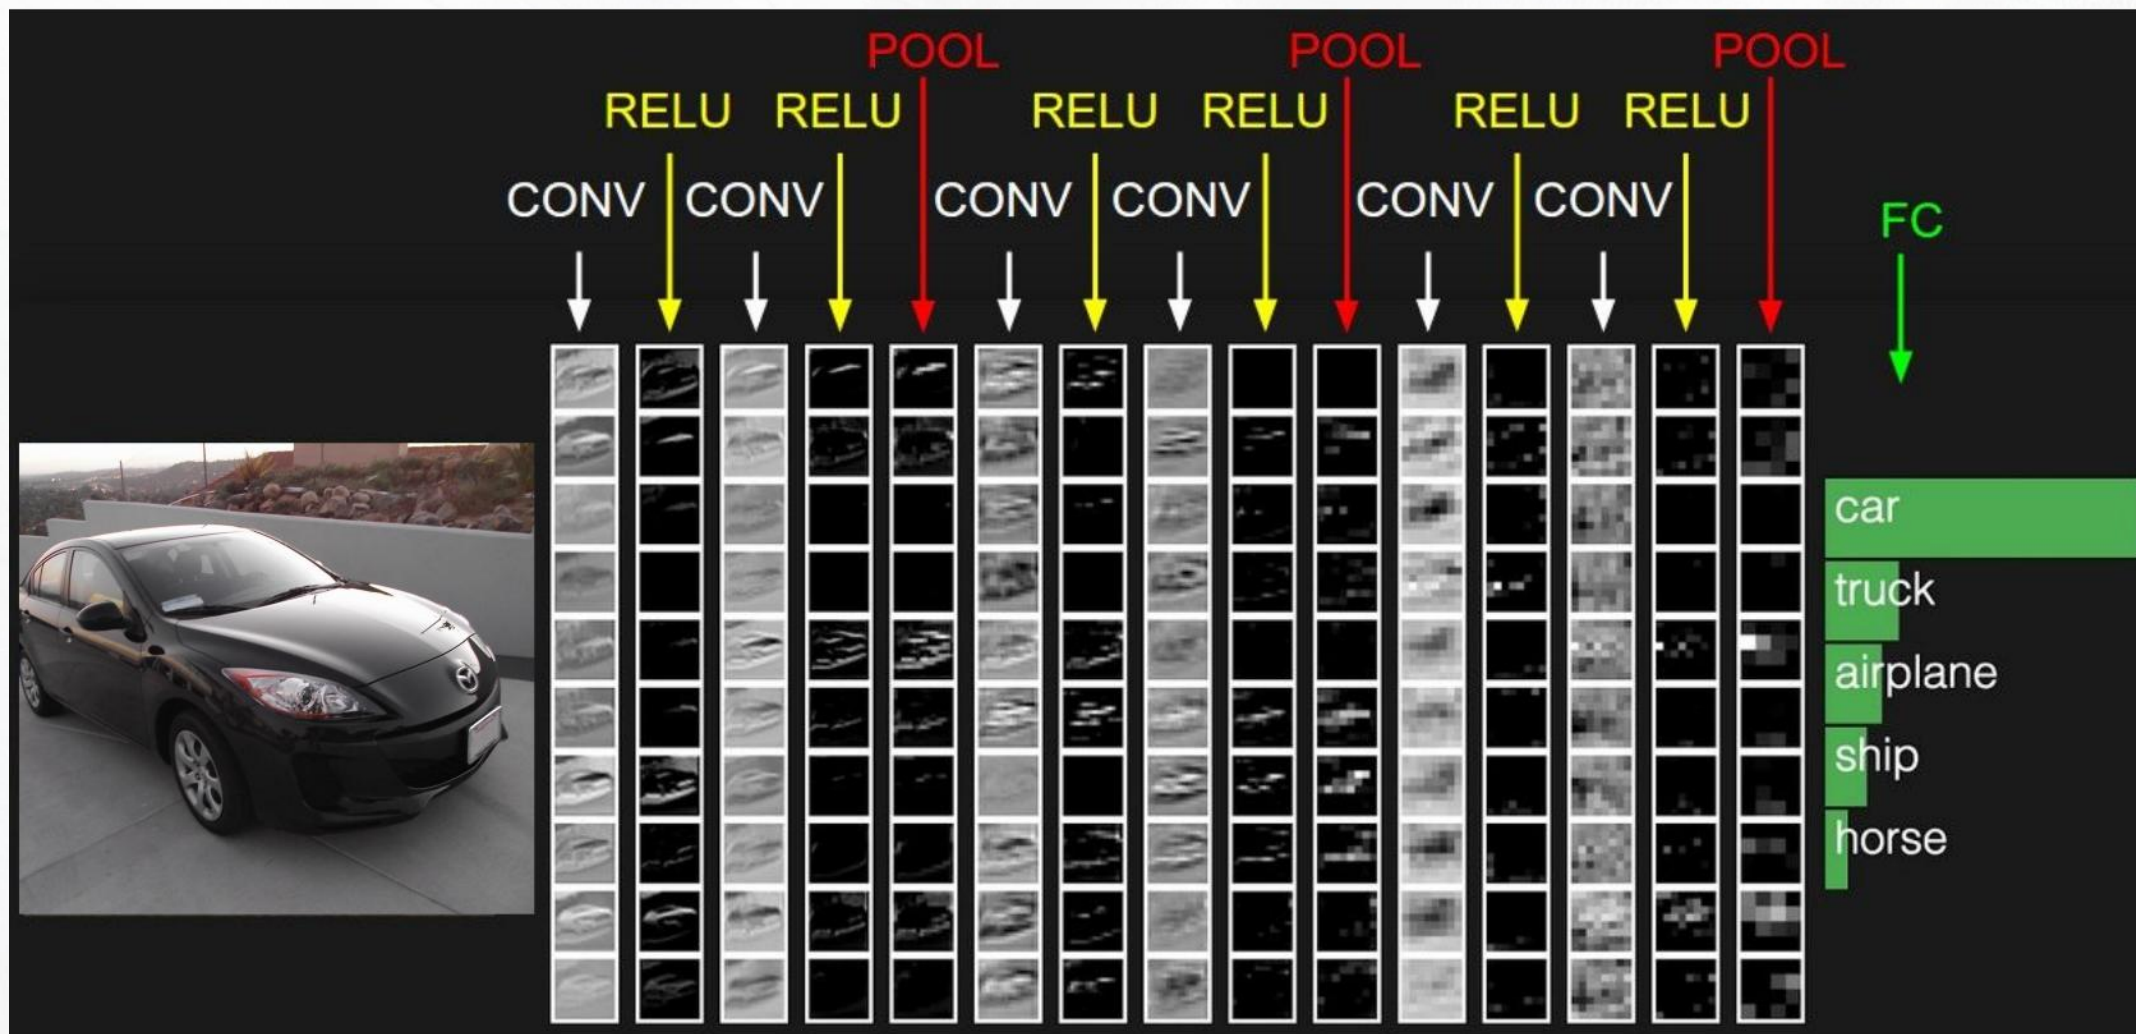 POOL POOL POOL
RELU RELU RELU RELU RELU RELU
CONV CONV CONV CONV CONV CONV
FC
car
truck
airplane
ship
horse